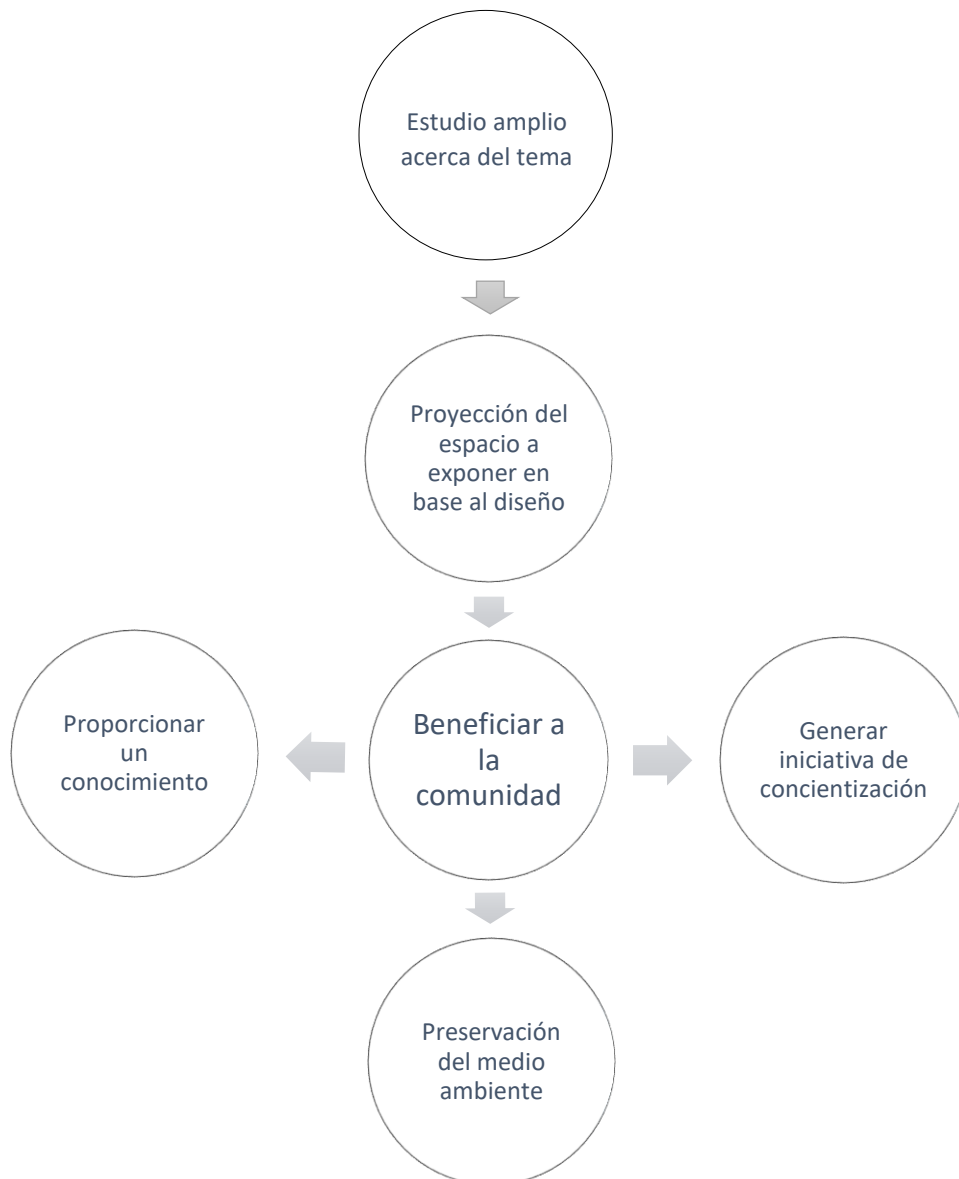 Estudio amplio
acerca del tema
Proyección del
espacio a
exponer en
base al diseño
Proporcionar
un
conocimiento
Beneficiar a
la
comunidad
Generar
iniciativa de
concientización
Preservación
del medio
ambiente